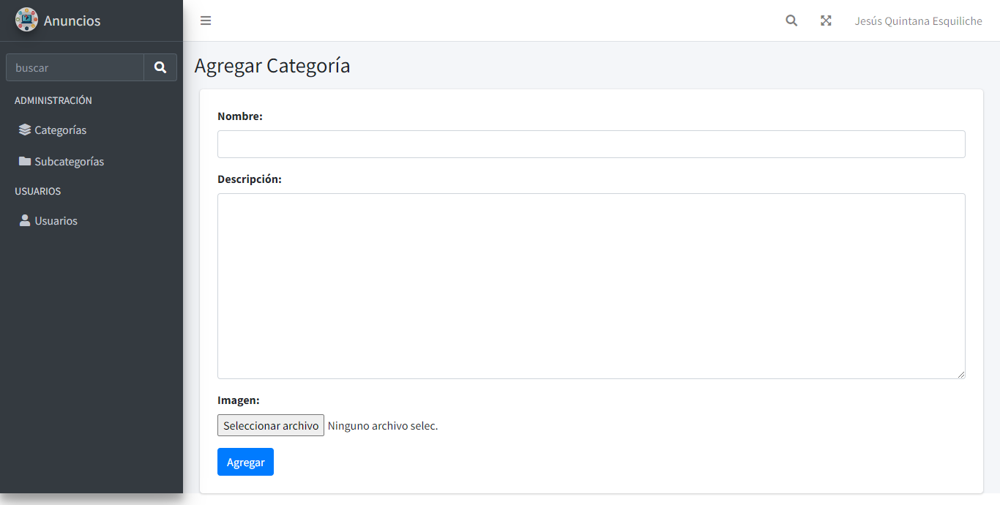 Anuncios
Jesús Quintana Esquiliche
buscar
ADMINISTRACIÓN
Categorías
Subcategorías
USUARIOS
Usuarios
Agregar Categoría
Nombre:
Descripción:
Imagen:
Seleccionar archivo Ninguno archivo selec.
Agregar